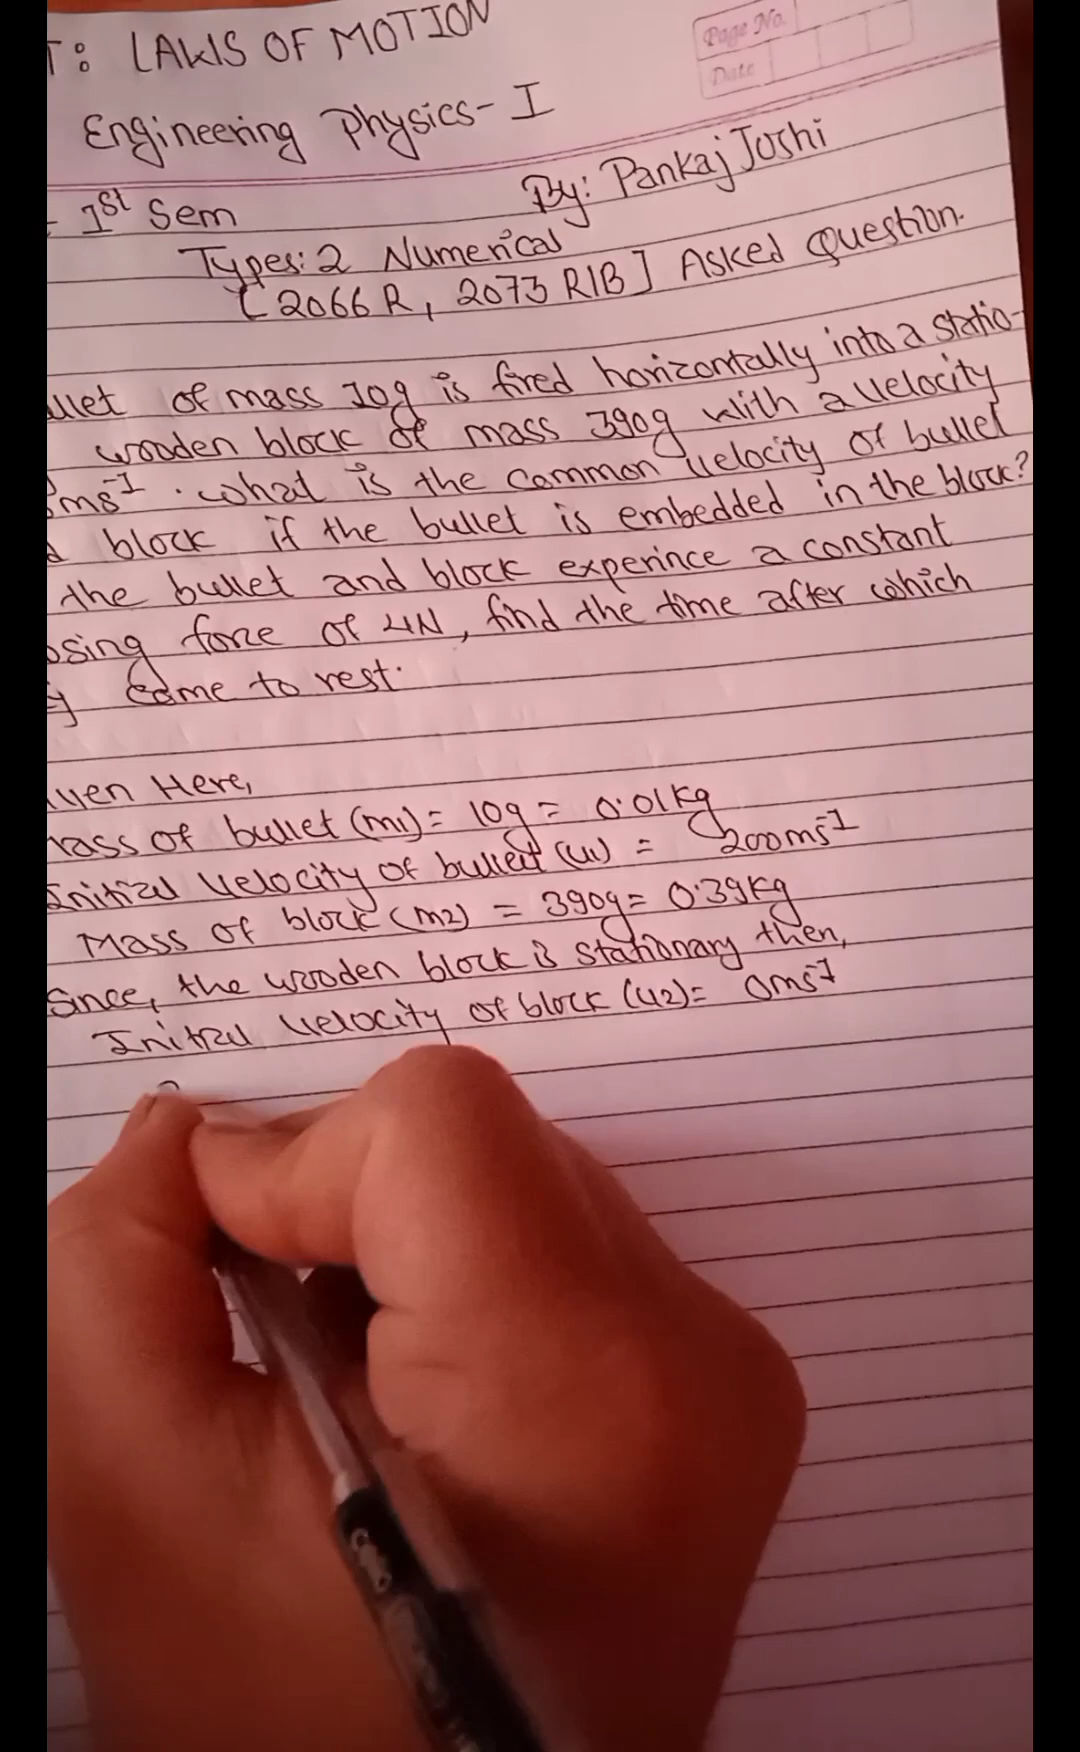 T: LAWS OF MOTION
Page No.
Date
Engineering Physics-I
1st Sem
By: Pankaj Joshi
Types: 2 Numerical
[2066 R, 2073 R/B] Asked Question.
ullet of mass 10g is fired horizontally into a statio-
wooden block of mass 390g with a velocity
ms⁻¹. What is the common velocity of bullet
d block if the bullet is embedded in the block?
the bullet and block experince a constant
osing force of 4N, find the time after which
y come to rest.
iven Here,
ass of bullet (m1) = 10g = 0.01Kg
Initial Velocity of bullet (u1) = 200ms⁻¹
Mass of block (m2) = 390g = 0.39Kg
Since, the wooden block is stationary then,
Initial Velocity of block (u2) = 0ms⁻¹